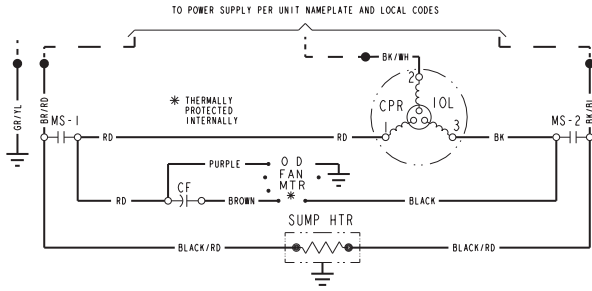 TO POWER SUPPLY PER UNIT NAMEPLATE AND LOCAL CODES
BK/WH
GR/YL
BR/RD
MS-1
* THERMALLY
PROTECTED
INTERNALLY
CPR
IOL
2
1
3
MS-2
RD
RD
BK
PURPLE
O D
FAN
MTR
*
CF
RD
BROWN
BLACK
SUMP HTR
BLACK/RD
BLACK/RD